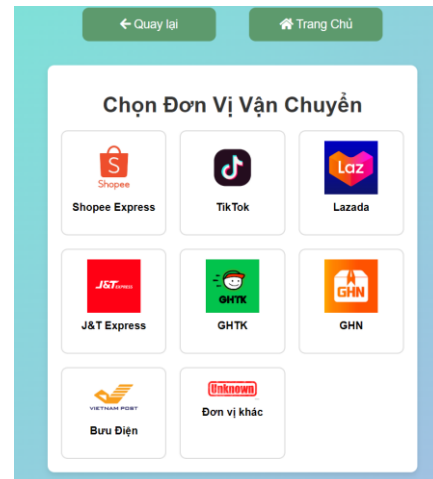 Quay lại
Trang Chủ
Chọn Đơn Vị Vận Chuyển
S
Shopee
Shopee Express
TikTok
Laz
Lazada
J&T EXPRESS
J&T Express
GHTK
GHTK
GHN
GHN
VIETNAM POST
Bưu Điện
Unknown
Đơn vị khác